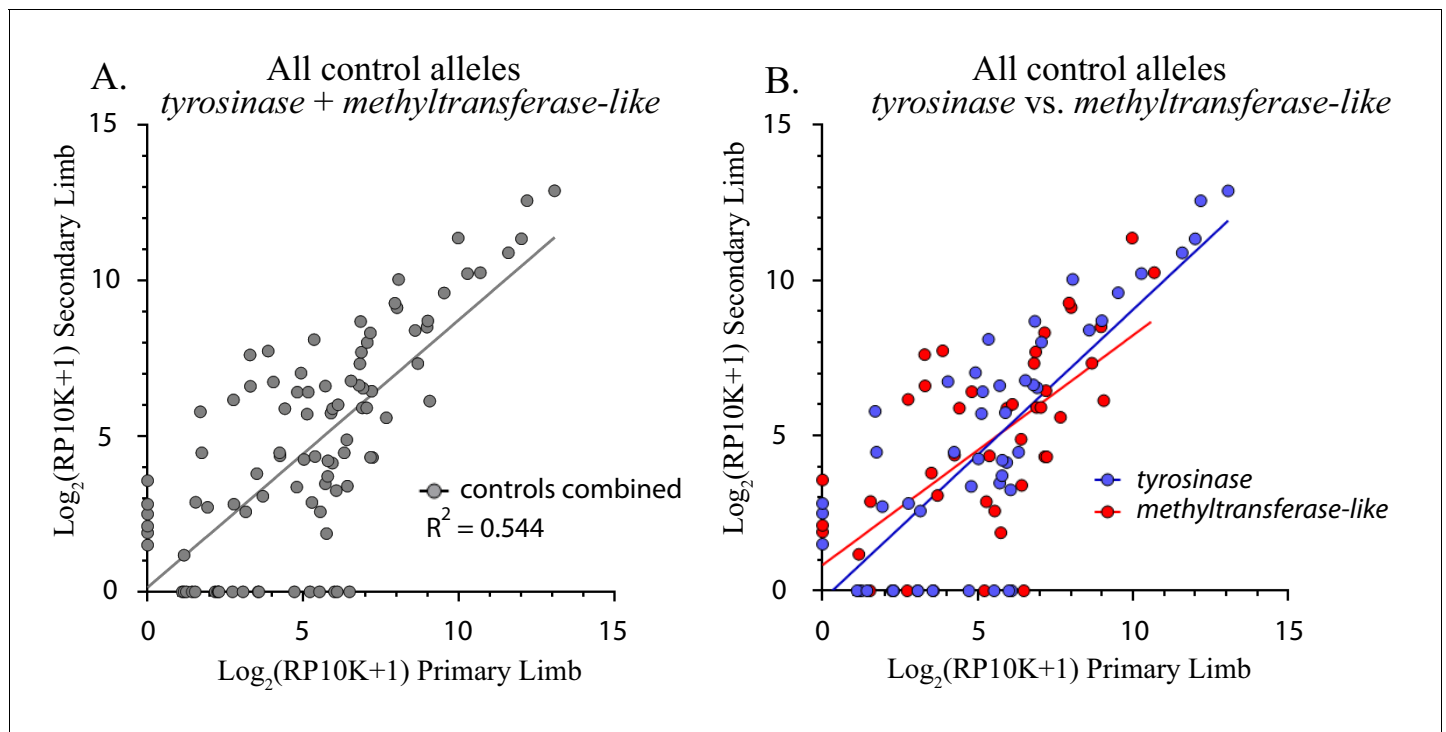 A.
All control alleles
tyrosinase + methyltransferase-like
15
10
5
0
0
5
10
15
Log2(RP10K+1) Secondary Limb
Log2(RP10K+1) Primary Limb
controls combined
R2 = 0.544
B.
All control alleles
tyrosinase vs. methyltransferase-like
15
10
5
0
0
5
10
15
Log2(RP10K+1) Secondary Limb
Log2(RP10K+1) Primary Limb
tyrosinase
methyltransferase-like